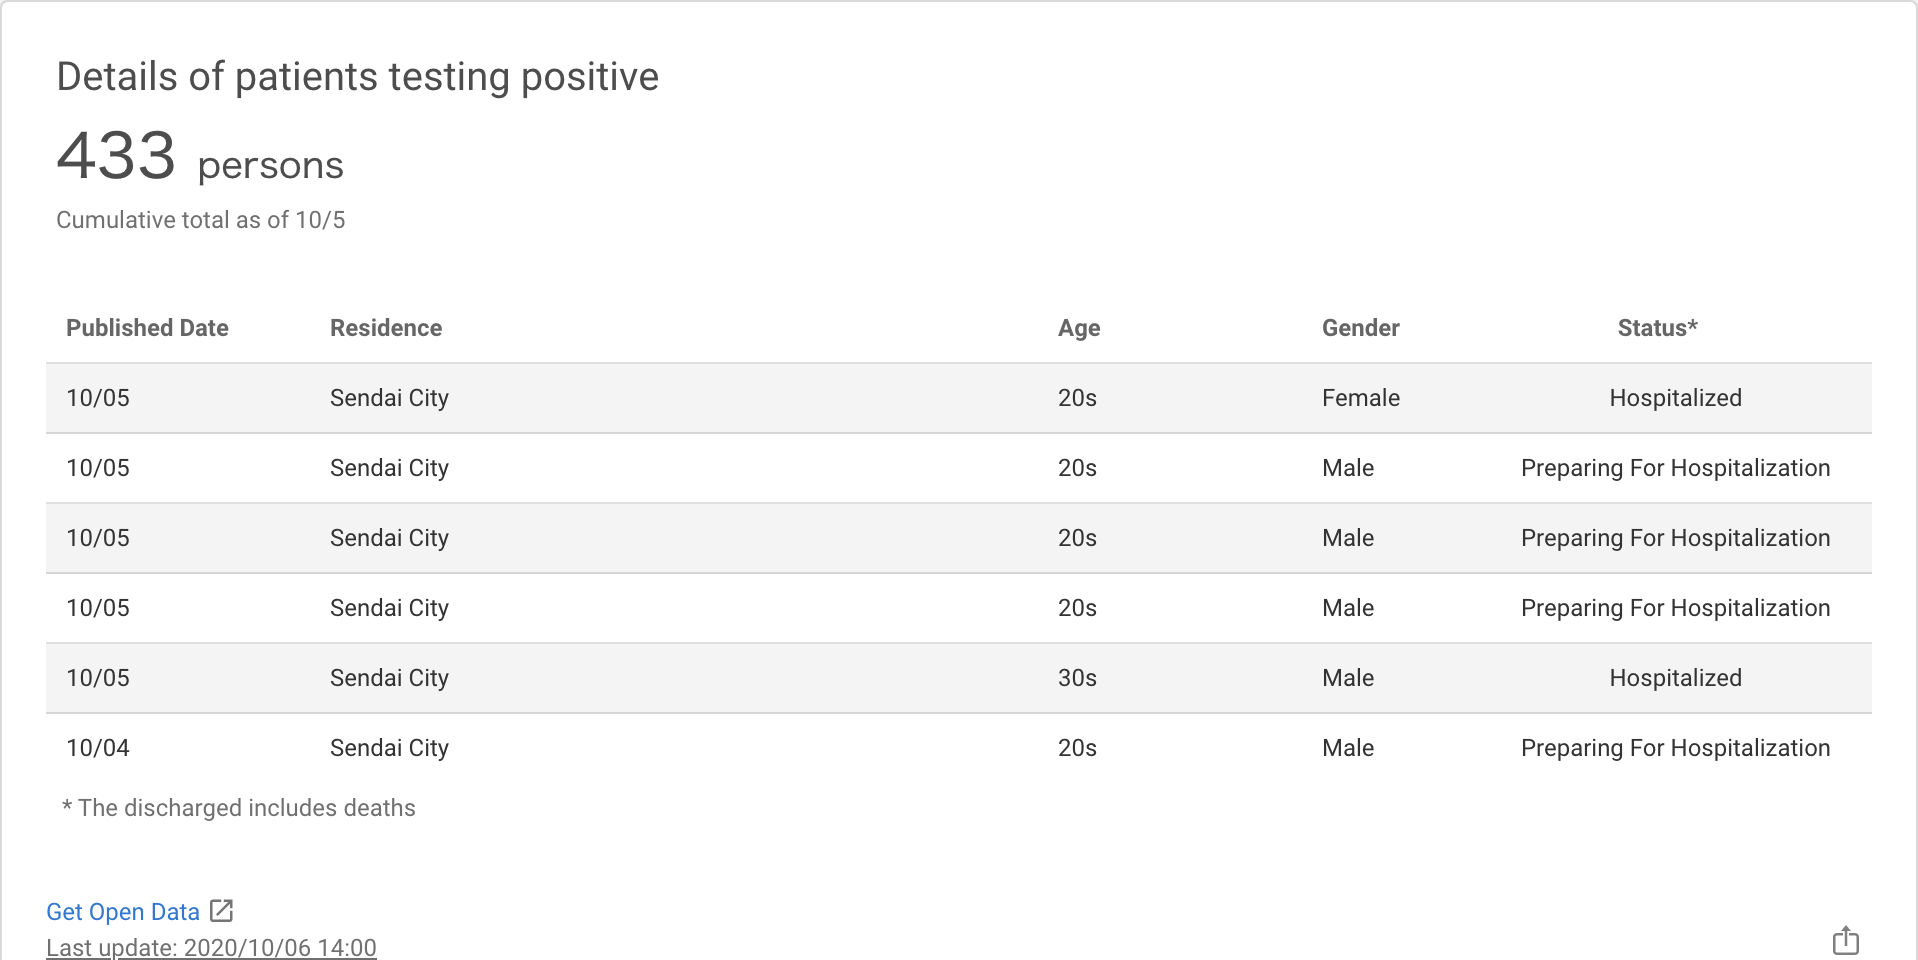 Details of patients testing positive
433 persons
Cumulative total as of 10/5
Published Date Residence Age Gender Status*
10/05 Sendai City 20s Female Hospitalized
10/05 Sendai City 20s Male Preparing For Hospitalization
10/05 Sendai City 20s Male Preparing For Hospitalization
10/05 Sendai City 20s Male Preparing For Hospitalization
10/05 Sendai City 30s Male Hospitalized
10/04 Sendai City 20s Male Preparing For Hospitalization
* The discharged includes deaths
Get Open Data
Last update: 2020/10/06 14:00